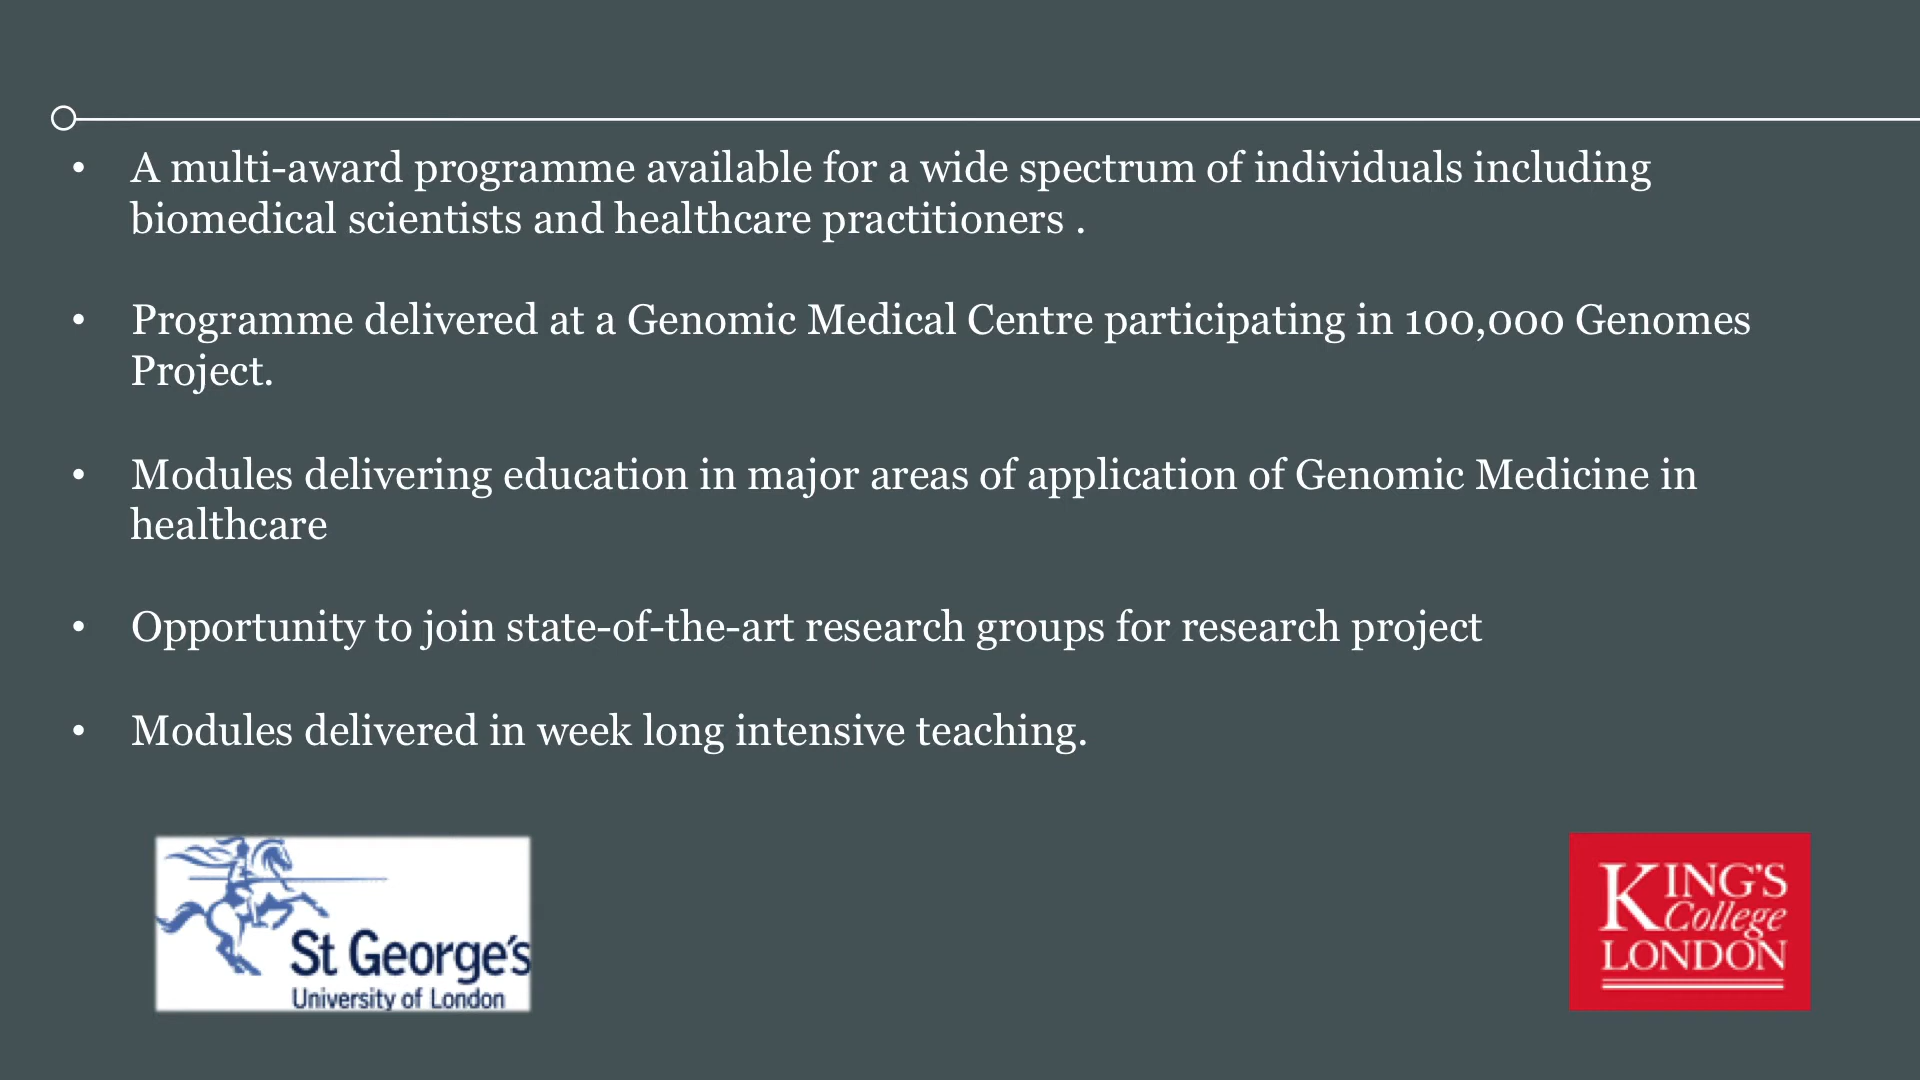 • A multi-award programme available for a wide spectrum of individuals including
biomedical scientists and healthcare practitioners .
• Programme delivered at a Genomic Medical Centre participating in 100,000 Genomes
Project.
• Modules delivering education in major areas of application of Genomic Medicine in
healthcare
• Opportunity to join state-of-the-art research groups for research project
• Modules delivered in week long intensive teaching.
St George's
University of London
KING'S
College
LONDON